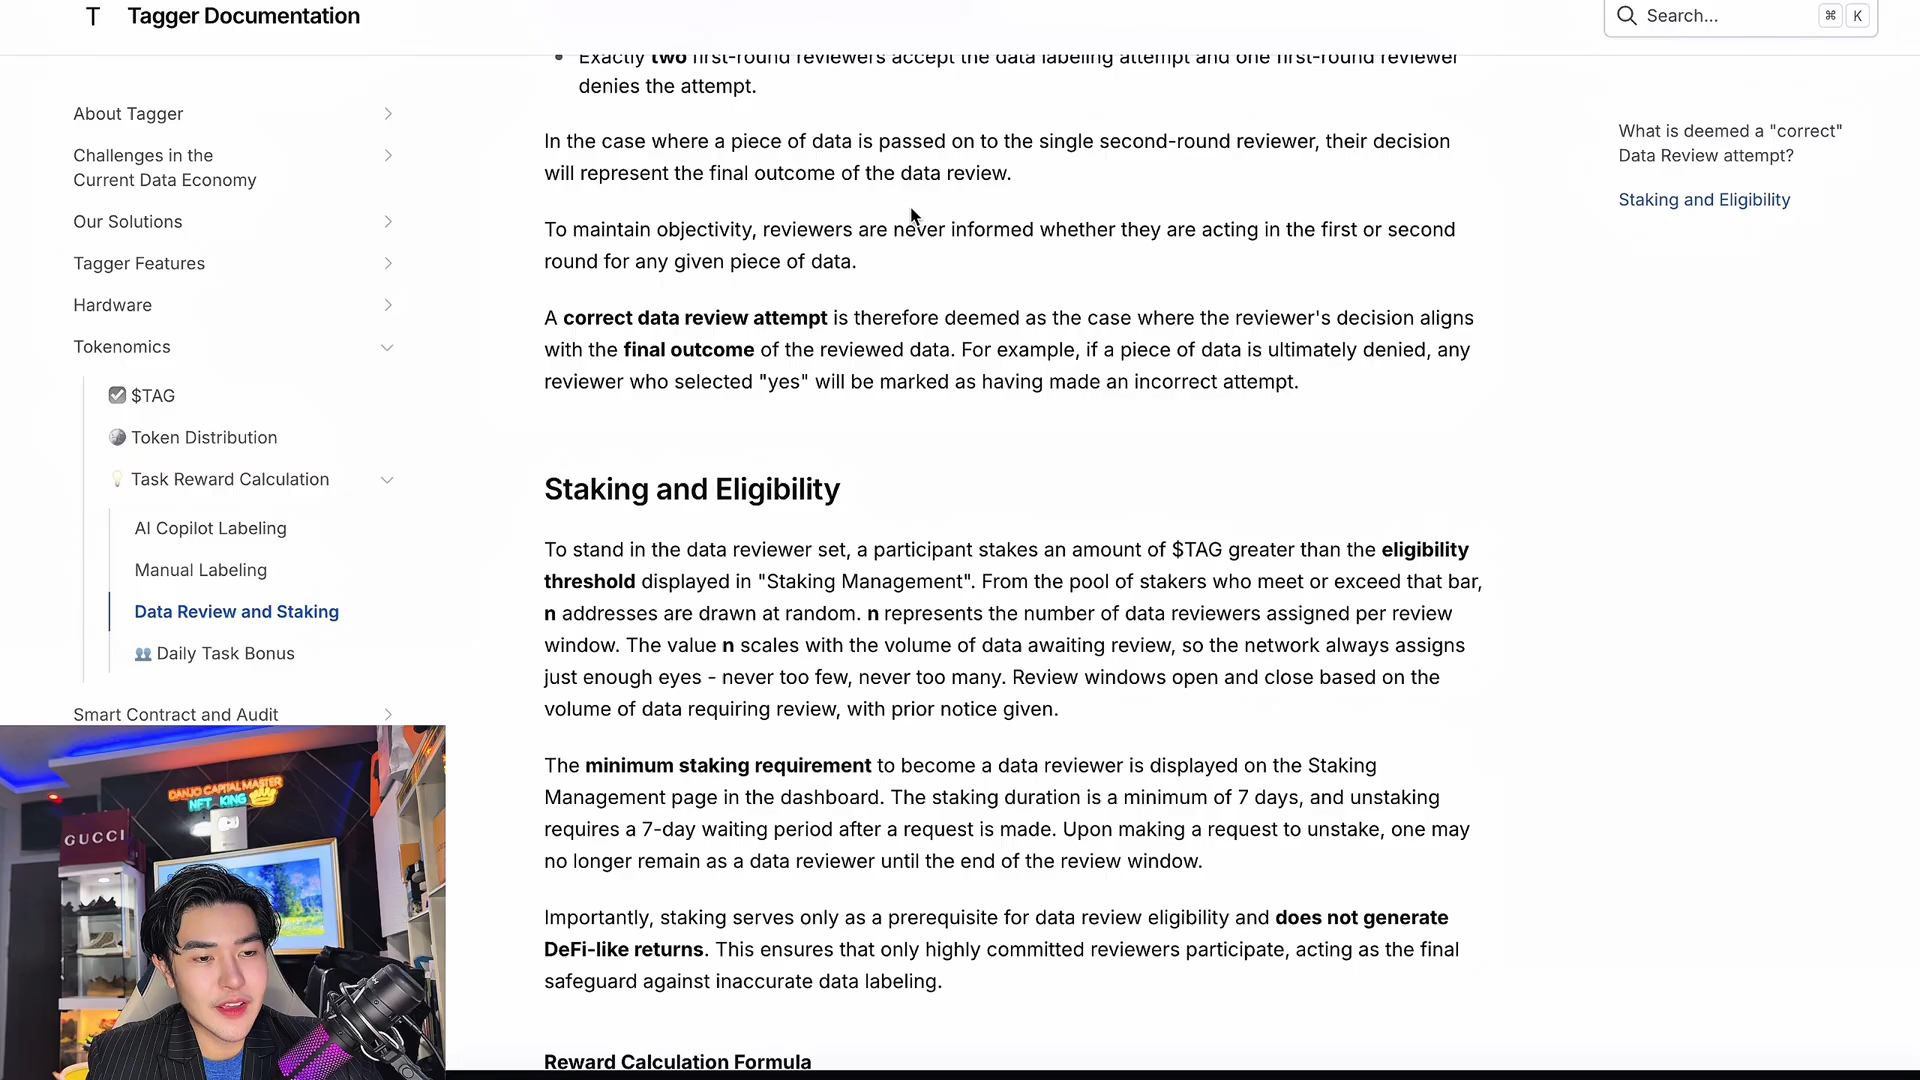 T Tagger Documentation
Search...
⌘ K
About Tagger
Challenges in the
Current Data Economy
Our Solutions
Tagger Features
Hardware
Tokenomics
$TAG
Token Distribution
Task Reward Calculation
AI Copilot Labeling
Manual Labeling
Data Review and Staking
Daily Task Bonus
Smart Contract and Audit
Exactly two first-round reviewers accept the data labeling attempt and one first-round reviewer
denies the attempt.
In the case where a piece of data is passed on to the single second-round reviewer, their decision
will represent the final outcome of the data review.
To maintain objectivity, reviewers are never informed whether they are acting in the first or second
round for any given piece of data.
A correct data review attempt is therefore deemed as the case where the reviewer's decision aligns
with the final outcome of the reviewed data. For example, if a piece of data is ultimately denied, any
reviewer who selected "yes" will be marked as having made an incorrect attempt.
Staking and Eligibility
To stand in the data reviewer set, a participant stakes an amount of $TAG greater than the eligibility
threshold displayed in "Staking Management". From the pool of stakers who meet or exceed that bar,
n addresses are drawn at random. n represents the number of data reviewers assigned per review
window. The value n scales with the volume of data awaiting review, so the network always assigns
just enough eyes - never too few, never too many. Review windows open and close based on the
volume of data requiring review, with prior notice given.
The minimum staking requirement to become a data reviewer is displayed on the Staking
Management page in the dashboard. The staking duration is a minimum of 7 days, and unstaking
requires a 7-day waiting period after a request is made. Upon making a request to unstake, one may
no longer remain as a data reviewer until the end of the review window.
Importantly, staking serves only as a prerequisite for data review eligibility and does not generate
DeFi-like returns. This ensures that only highly committed reviewers participate, acting as the final
safeguard against inaccurate data labeling.
Reward Calculation Formula
What is deemed a "correct"
Data Review attempt?
Staking and Eligibility
DANJO CAPITAL MASTER
NFT KING
GUCCI